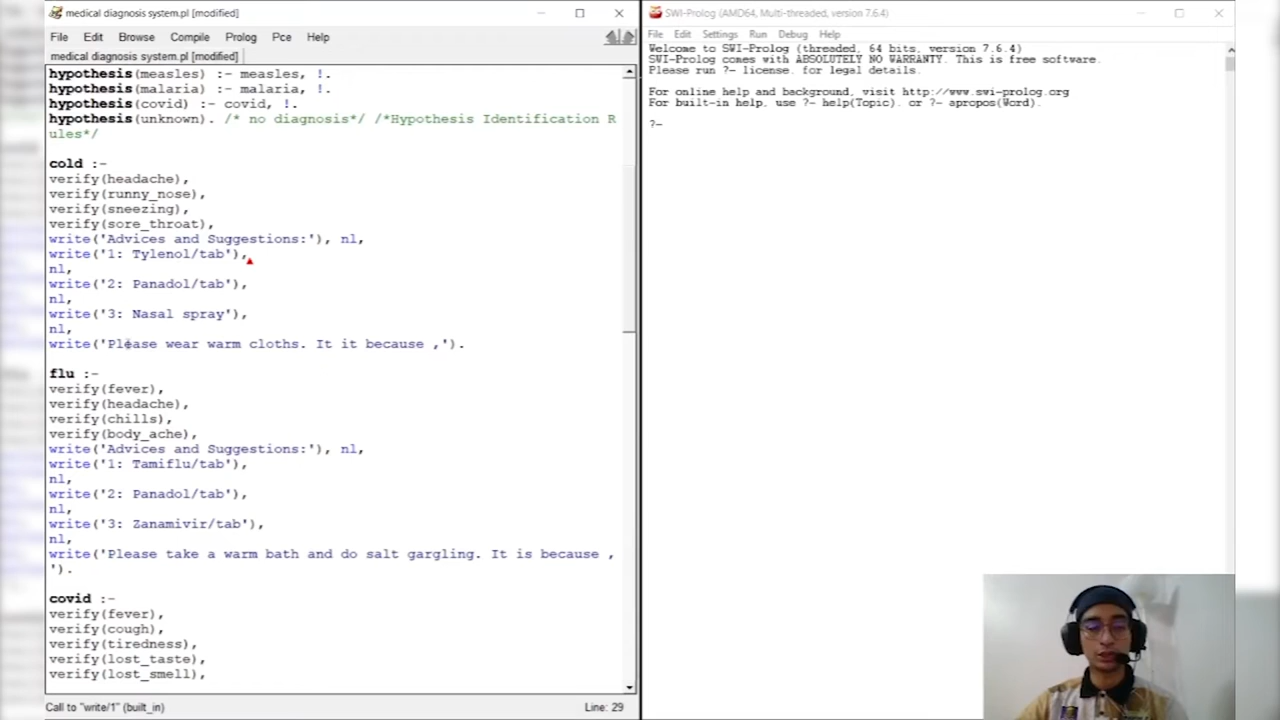 medical diagnosis system.pl [modified]
File Edit Browse Compile Prolog Pce Help
medical diagnosis system.pl [modified]
hypothesis(measles) :- measles, !.
hypothesis(malaria) :- malaria, !.
hypothesis(covid) :- covid, !.
hypothesis(unknown). /* no diagnosis*/ /*Hypothesis Identification R
ules*/
cold :-
verify(headache),
verify(runny_nose),
verify(sneezing),
verify(sore_throat),
write('Advices and Suggestions:'), nl,
write('1: Tylenol/tab'),
nl,
write('2: Panadol/tab'),
nl,
write('3: Nasal spray'),
nl,
write('Please wear warm cloths. It it because ,').
flu :-
verify(fever),
verify(headache),
verify(chills),
verify(body_ache),
write('Advices and Suggestions:'), nl,
write('1: Tamiflu/tab'),
nl,
write('2: Panadol/tab'),
nl,
write('3: Zanamivir/tab'),
nl,
write('Please take a warm bath and do salt gargling. It is because ,
').
covid :-
verify(fever),
verify(cough),
verify(tiredness),
verify(lost_taste),
verify(lost_smell),
Call to "write/1" (built_in) Line: 29
SWI-Prolog (AMD64, Multi-threaded, version 7.6.4)
File Edit Settings Run Debug Help
Welcome to SWI-Prolog (threaded, 64 bits, version 7.6.4)
SWI-Prolog comes with ABSOLUTELY NO WARRANTY. This is free software.
Please run ?- license. for legal details.
For online help and background, visit http://www.swi-prolog.org
For built-in help, use ?- help(Topic). or ?- apropos(Word).
?-